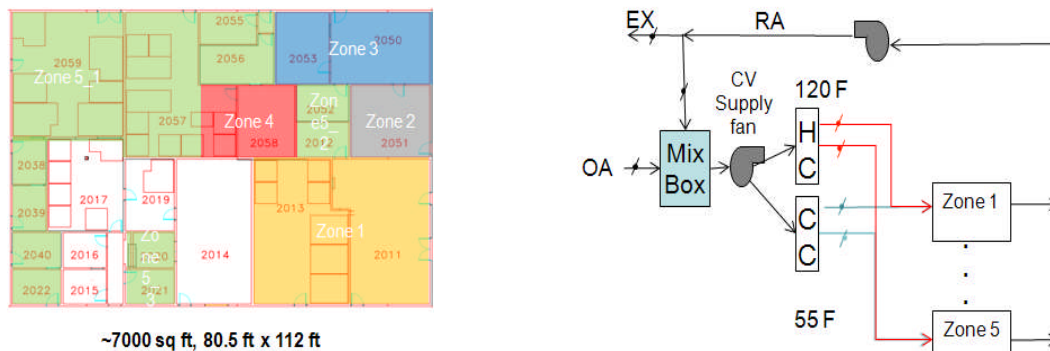 2055
2050
Zone 3
2053
2059
Zone 5_1
2056
2057
Zone 4
2058
2052
2012
Zone 2
2051
2038
2017
2019
2013
Zone 1
2039
2014
2011
2040
2016
2020
2022
2015
2021
~7000 sq ft, 80.5 ft x 112 ft
EX
RA
CV
Supply
fan
120 F
H
C
OA
Mix
Box
C
C
Zone 1
.
.
.
55 F
Zone 5